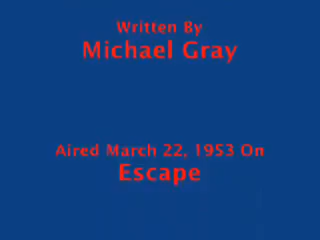 Written By
Michael Gray
Aired March 22, 1953 On
Escape